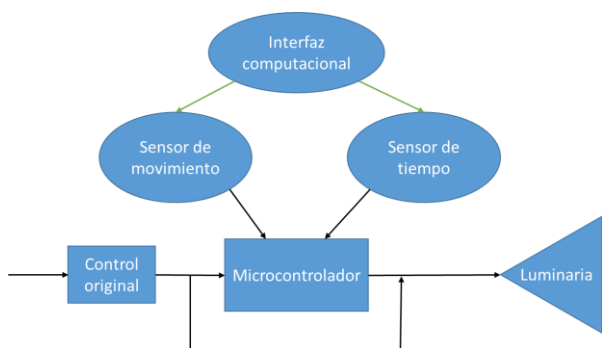 Interfaz
computacional
Sensor de
movimiento
Sensor de
tiempo
Control
original
Microcontrolador
Luminaria